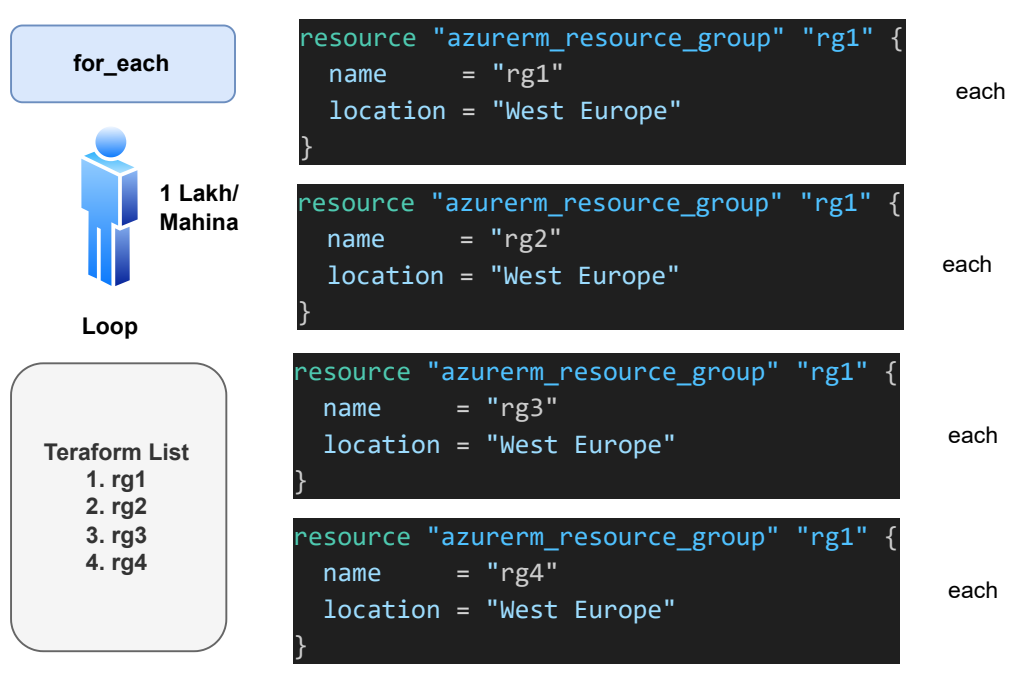 for_each
1 Lakh/
Mahina
Loop
Teraform List
1. rg1
2. rg2
3. rg3
4. rg4
resource "azurerm_resource_group" "rg1" {
  name     = "rg1"
  location = "West Europe"
}
each
resource "azurerm_resource_group" "rg1" {
  name     = "rg2"
  location = "West Europe"
}
each
resource "azurerm_resource_group" "rg1" {
  name     = "rg3"
  location = "West Europe"
}
each
resource "azurerm_resource_group" "rg1" {
  name     = "rg4"
  location = "West Europe"
}
each